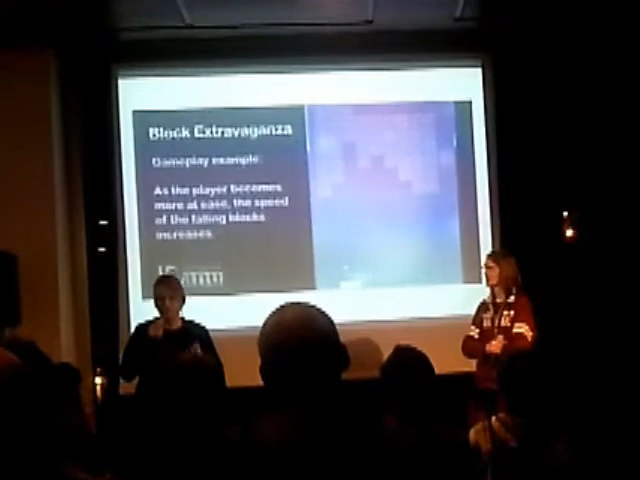 Block Extravaganza
Gameplay example:
As the player becomes
more at ease, the speed
of the falling blocks
increases.